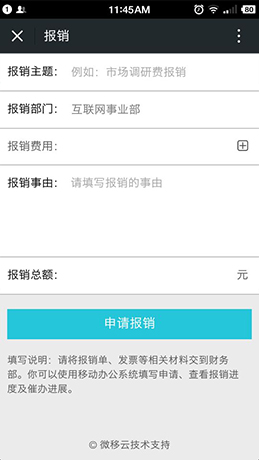 1 11:45AM
报销
报销主题： 例如：市场调研费报销
报销部门： 互联网事业部
报销费用：
报销事由： 请填写报销的事由
报销总额： 元
申请报销
填写说明：请将报销单、发票等相关材料交到财务
部。你可以使用移动办公系统填写申请、查看报销进
度及催办进展。
© 微移云技术支持